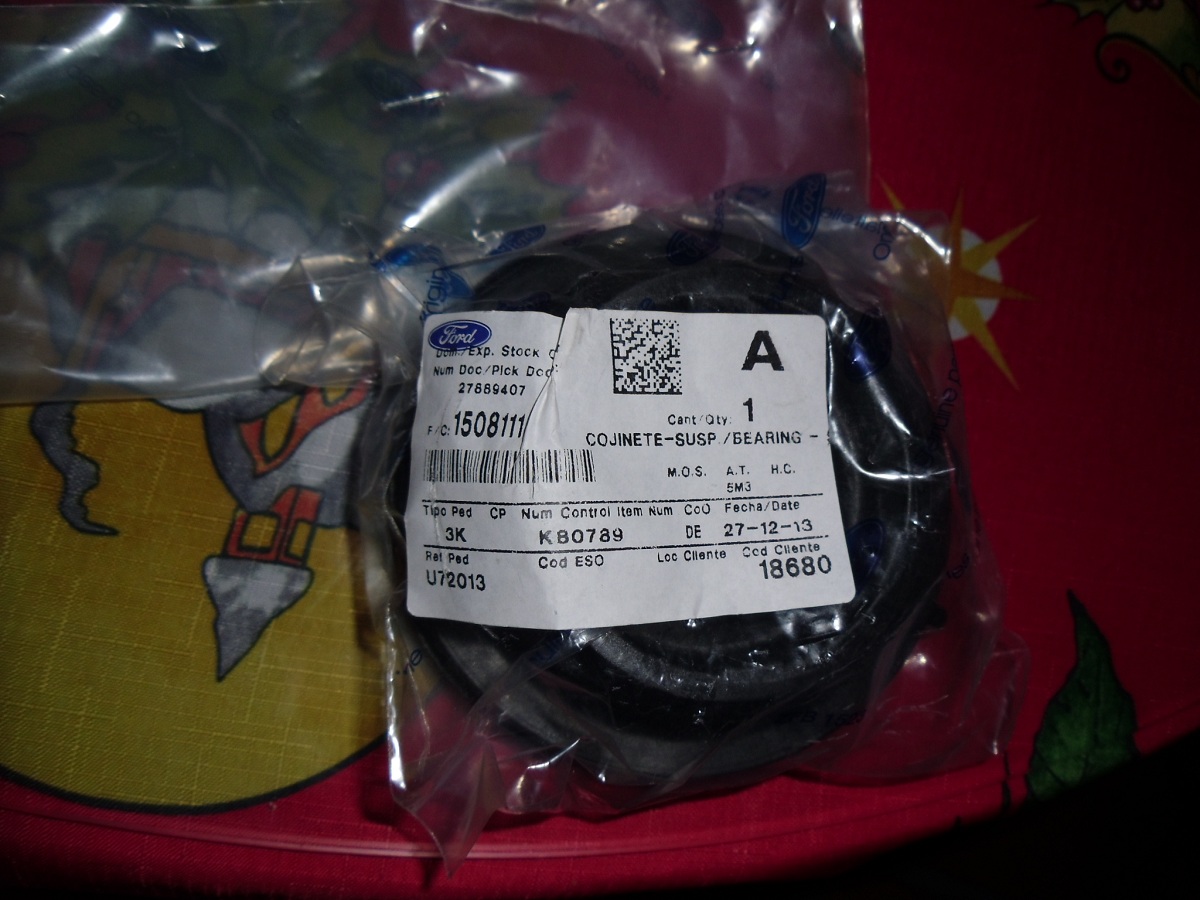 Ford
Ford
Dom./Exp. Stock
A
Num Doc/Pick Doc
27889407
Cant/Qty: 1
F/C: 1508111
COJINETE-SUSP./BEARING -
M.O.S. A.T. H.C.
5M3
Tipo Ped CP Num Control Item Num CoO Fecha/Date
3K K80789 DE 27-12-13
Ref Ped Cod ESO Loc Cliente Cod Cliente
U72013 18680